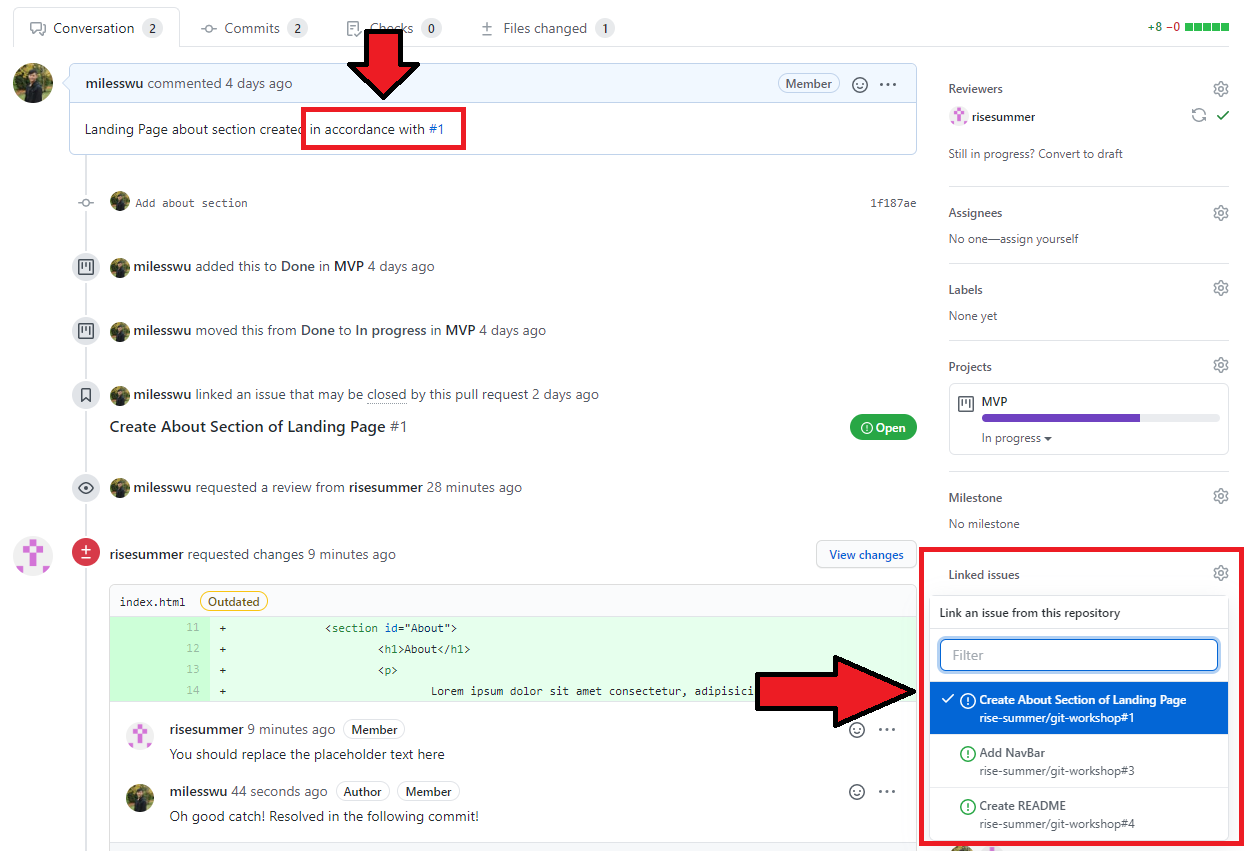 Conversation 2 Commits 2 Checks 0 Files changed 1 +8 −0
milesswu commented 4 days ago Member
Landing Page about section created in accordance with #1
Add about section 1f187ae
milesswu added this to Done in MVP 4 days ago
milesswu moved this from Done to In progress in MVP 4 days ago
milesswu linked an issue that may be closed by this pull request 2 days ago
Create About Section of Landing Page #1 Open
milesswu requested a review from risesummer 28 minutes ago
risesummer requested changes 9 minutes ago View changes
index.html Outdated
11 + <section id="About">
12 + <h1>About</h1>
13 + <p>
14 + Lorem ipsum dolor sit amet consectetur,
risesummer 9 minutes ago Member
You should replace the placeholder text here
milesswu 44 seconds ago Author Member
Oh good catch! Resolved in the following commit!
Reviewers
risesummer
Still in progress? Convert to draft
Assignees
No one—assign yourself
Labels
None yet
Projects
MVP
In progress
Milestone
No milestone
Linked issues
Link an issue from this repository
Filter
Create About Section of Landing Page
rise-summer/git-workshop#1
Add NavBar
rise-summer/git-workshop#3
Create README
rise-summer/git-workshop#4